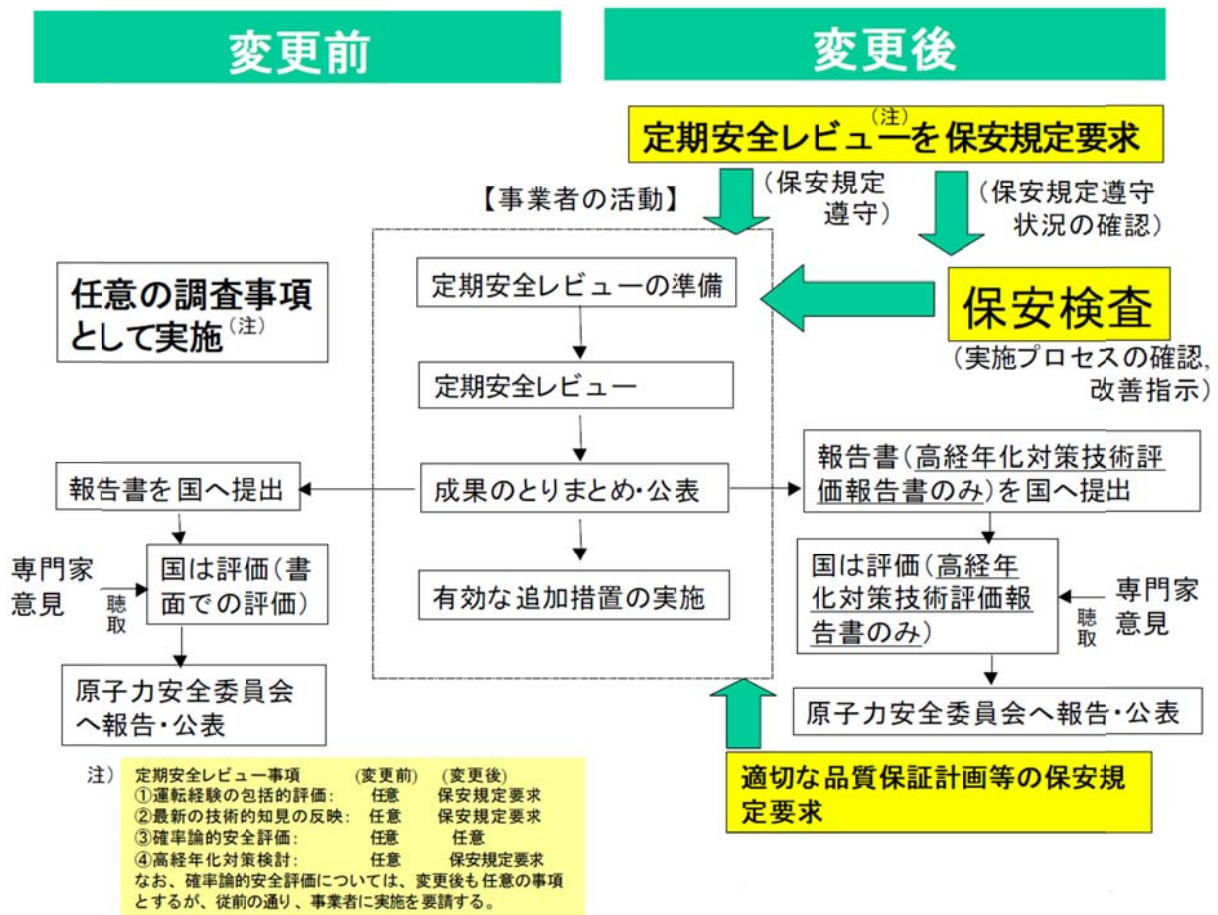 変更前
変更後
定期安全レビュー(注)を保安規定要求
(保安規定
遵守)
(保安規定遵守
状況の確認)
【事業者の活動】
任意の調査事項
として実施(注)
定期安全レビューの準備
保安検査
(実施プロセスの確認,
改善指示)
定期安全レビュー
報告書を国へ提出
成果のとりまとめ・公表
報告書(高経年化対策技術評
価報告書のみ)を国へ提出
専門家
意見
聴取
国は評価(書
面での評価)
有効な追加措置の実施
国は評価(高経年
化対策技術評価報
告書のみ)
聴取
専門家
意見
原子力安全委員会
へ報告・公表
原子力安全委員会へ報告・公表
適切な品質保証計画等の保安規
定要求
注) 定期安全レビュー事項 (変更前) (変更後)
①運転経験の包括的評価: 任意 保安規定要求
②最新の技術的知見の反映: 任意 保安規定要求
③確率論的安全評価: 任意 任意
④高経年化対策検討: 任意 保安規定要求
なお、確率論的安全評価については、変更後も任意の事項
とするが、従前の通り、事業者に実施を要請する。